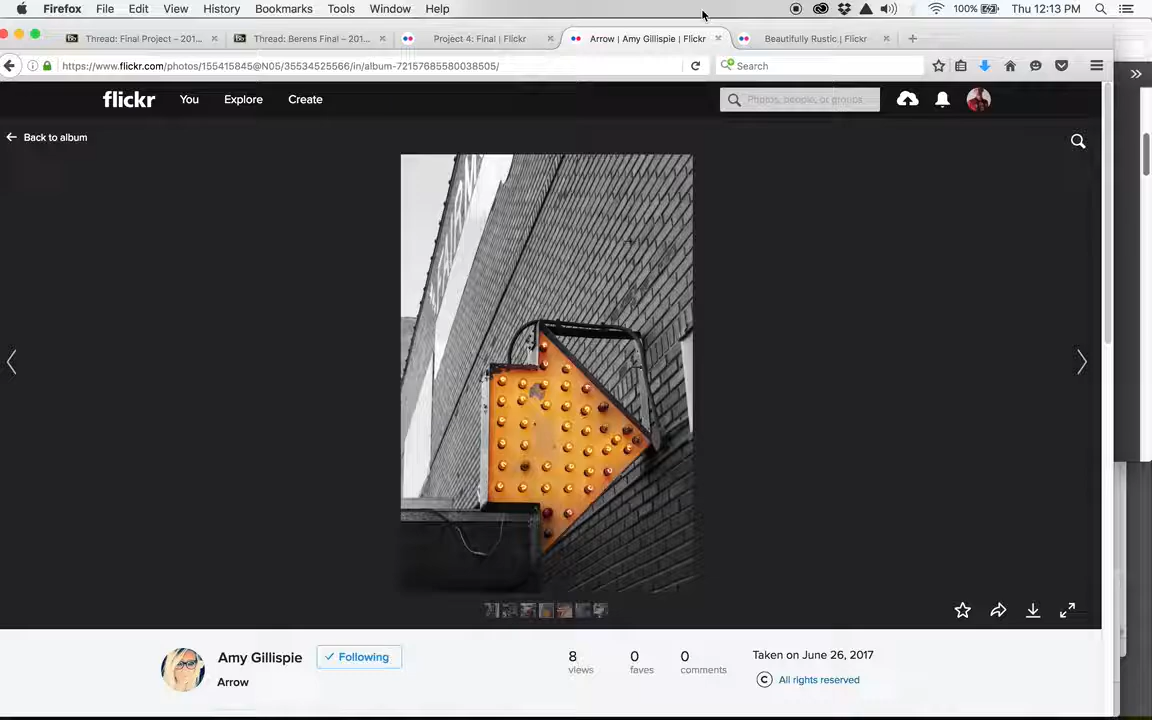 Firefox File Edit View History Bookmarks Tools Window Help 100% Thu 12:13 PM
Thread: Final Project – 201... Thread: Berens Final – 201... Project 4: Final | Flickr Arrow | Amy Gillispie | Flickr Beautifully Rustic | Flickr
https://www.flickr.com/photos/155415845@N05/35534525566/in/album-72157685580038505/ Search
flickr You Explore Create Photos, people, or groups
Back to album
Amy Gillispie Following 8 0 0 Taken on June 26, 2017
views faves comments
Arrow All rights reserved